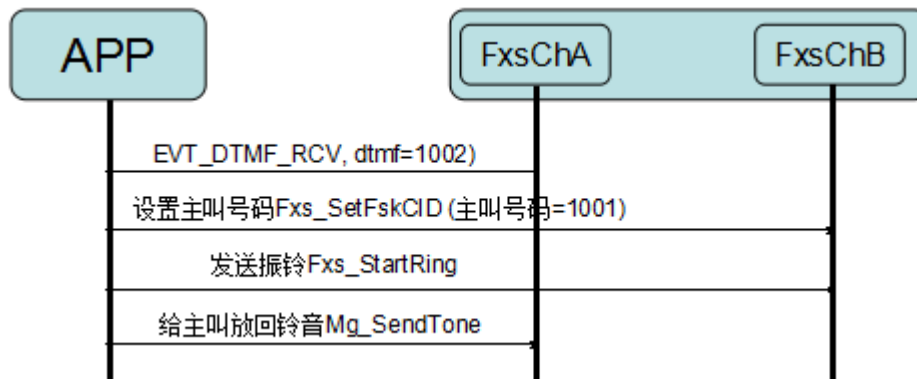 APP
FxsChA
FxsChB
EVT_DTMF_RCV, dtmf=1002)
设置主叫号码Fxs_SetFskCID (主叫号码=1001)
发送振铃Fxs_StartRing
给主叫放回铃音Mg_SendTone